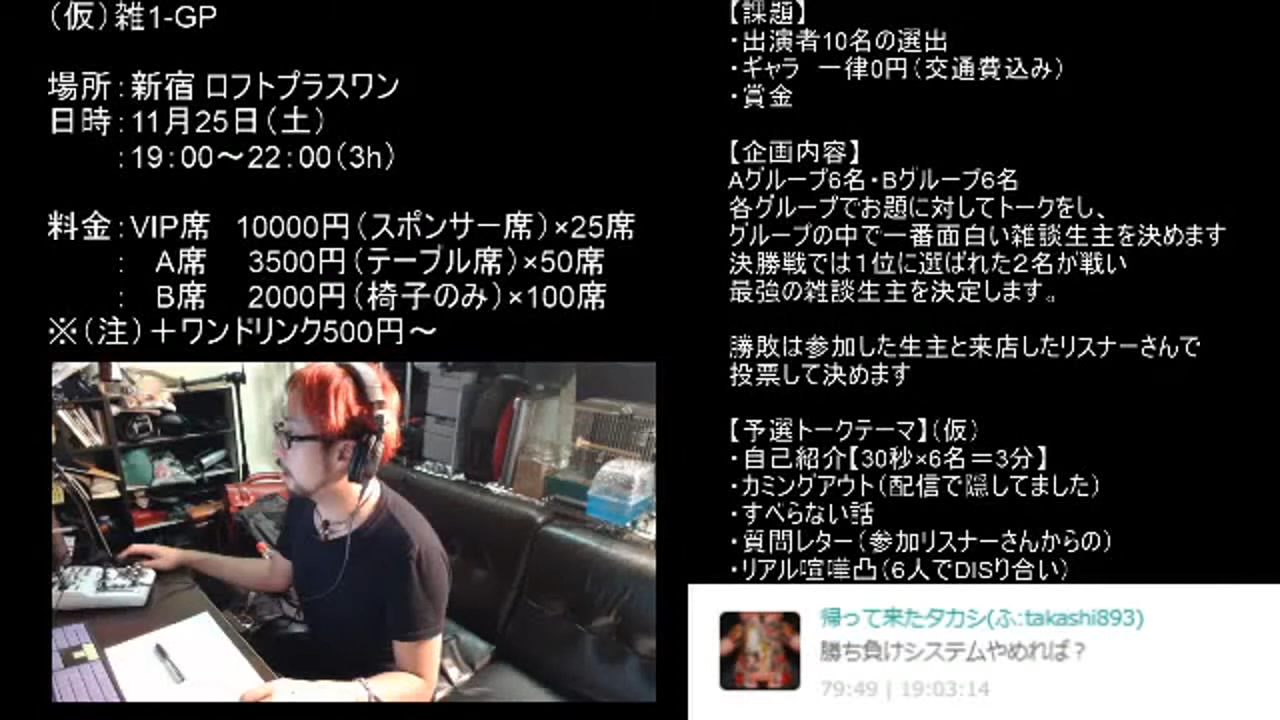 （仮）雑1-GP
場所：新宿 ロフトプラスワン
日時：11月25日（土）
：19：00～22：00（3h）
料金：VIP席　10000円（スポンサー席）×25席
：　A席　3500円（テーブル席）×50席
：　B席　2000円（椅子のみ）×100席
※（注）＋ワンドリンク500円～
【課題】
・出演者10名の選出
・ギャラ　一律0円（交通費込み）
・賞金
【企画内容】
Aグループ6名・Bグループ6名
各グループでお題に対してトークをし、
グループの中で一番面白い雑談生主を決めます
決勝戦では１位に選ばれた２名が戦い
最強の雑談生主を決定します。
勝敗は参加した生主と来店したリスナーさんで
投票して決めます
【予選トークテーマ】（仮）
・自己紹介【30秒×6名＝3分】
・カミングアウト（配信で隠してました）
・すべらない話
・質問レター（参加リスナーさんからの）
・リアル喧嘩凸（6人でDISり合い）
帰って来たタカシ(ふ:takashi893)
勝ち負けシステムやめれば？
79:49 | 19:03:14